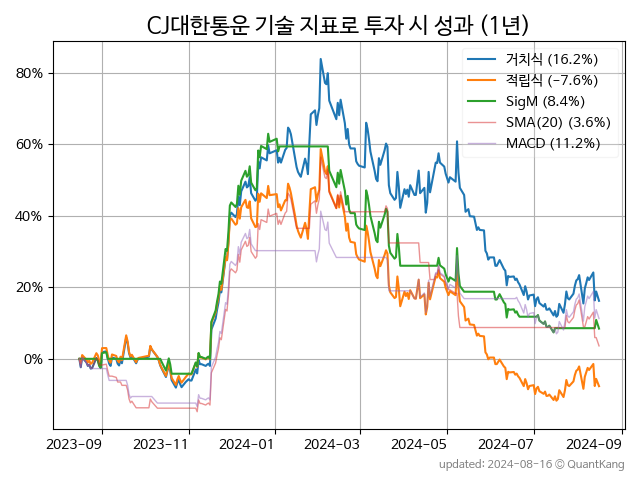 CJ대한통운 기술 지표로 투자 시 성과 (1년)
거치식 (16.2%)
적립식 (−7.6%)
SigM (8.4%)
SMA(20) (3.6%)
MACD (11.2%)
80%
60%
40%
20%
0%
2023-09 2023-11 2024-01 2024-03 2024-05 2024-07 2024-09
updated: 2024-08-16 © QuantKang